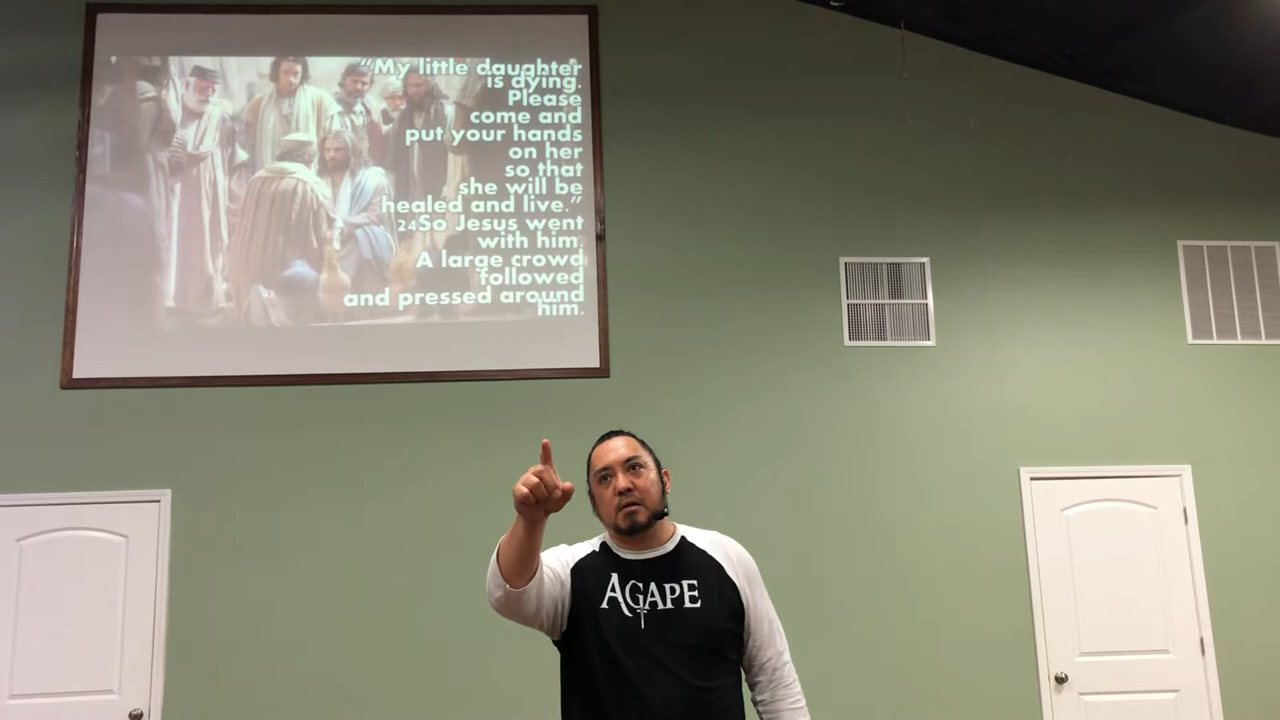 “My little daughter
is dying.
Please
come and
put your hands
on her
so that
she will be
healed and live.”
24So Jesus went
with him.
A large crowd
followed
and pressed around
him.
AGAPE